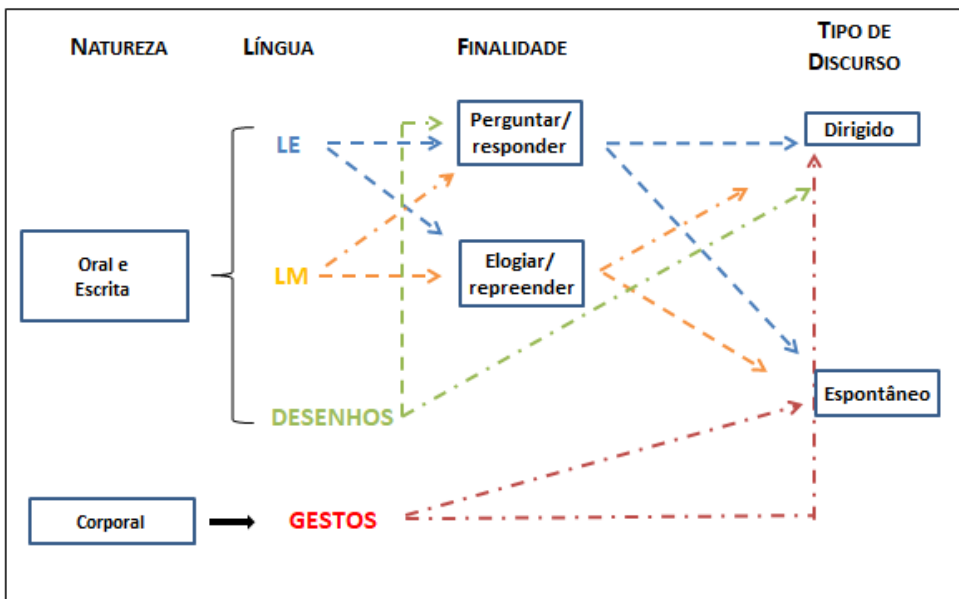 NATUREZA
LÍNGUA
FINALIDADE
TIPO DE
DISCURSO
Oral e
Escrita
LE
LM
DESENHOS
Perguntar/
responder
Elogiar/
repreender
Dirigido
Espontâneo
Corporal
GESTOS